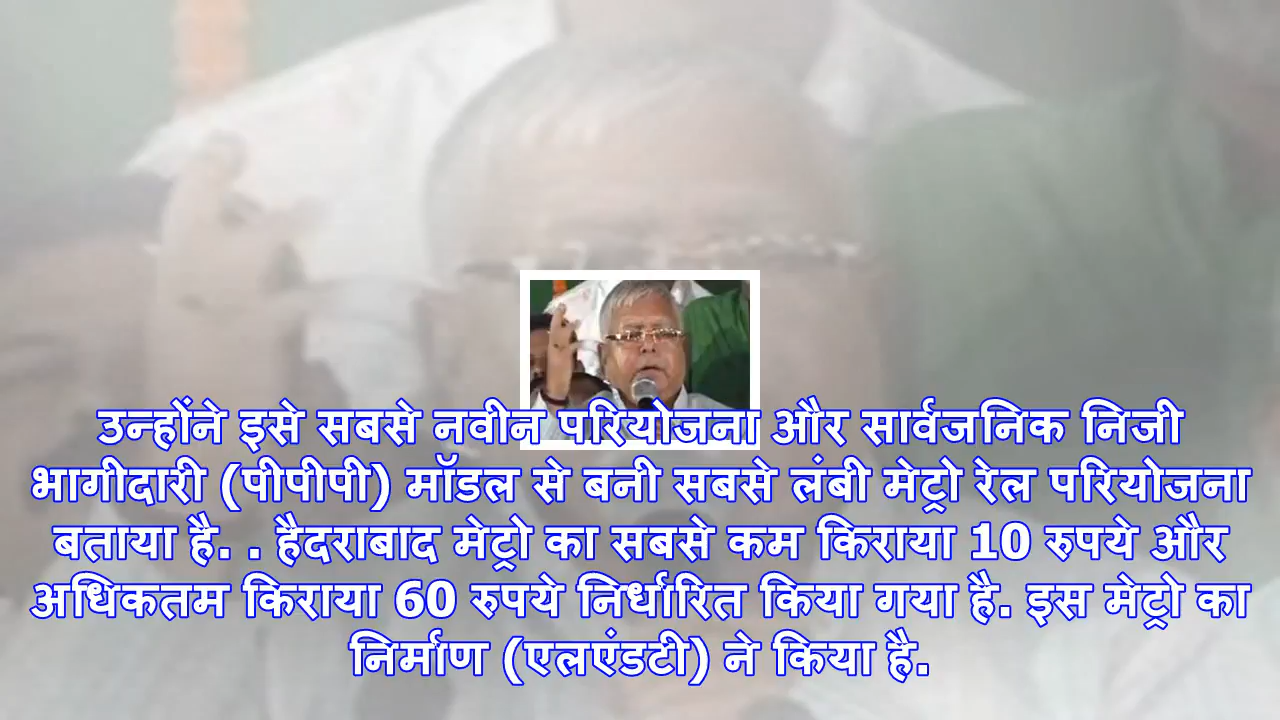 उन्होंने इसे सबसे नवीन परियोजना और सार्वजनिक निजी
भागीदारी (पीपीपी) मॉडल से बनी सबसे लंबी मेट्रो रेल परियोजना
बताया है. . हैदराबाद मेट्रो का सबसे कम किराया 10 रुपये और
अधिकतम किराया 60 रुपये निर्धारित किया गया है. इस मेट्रो का
निर्माण (एलएंडटी) ने किया है.